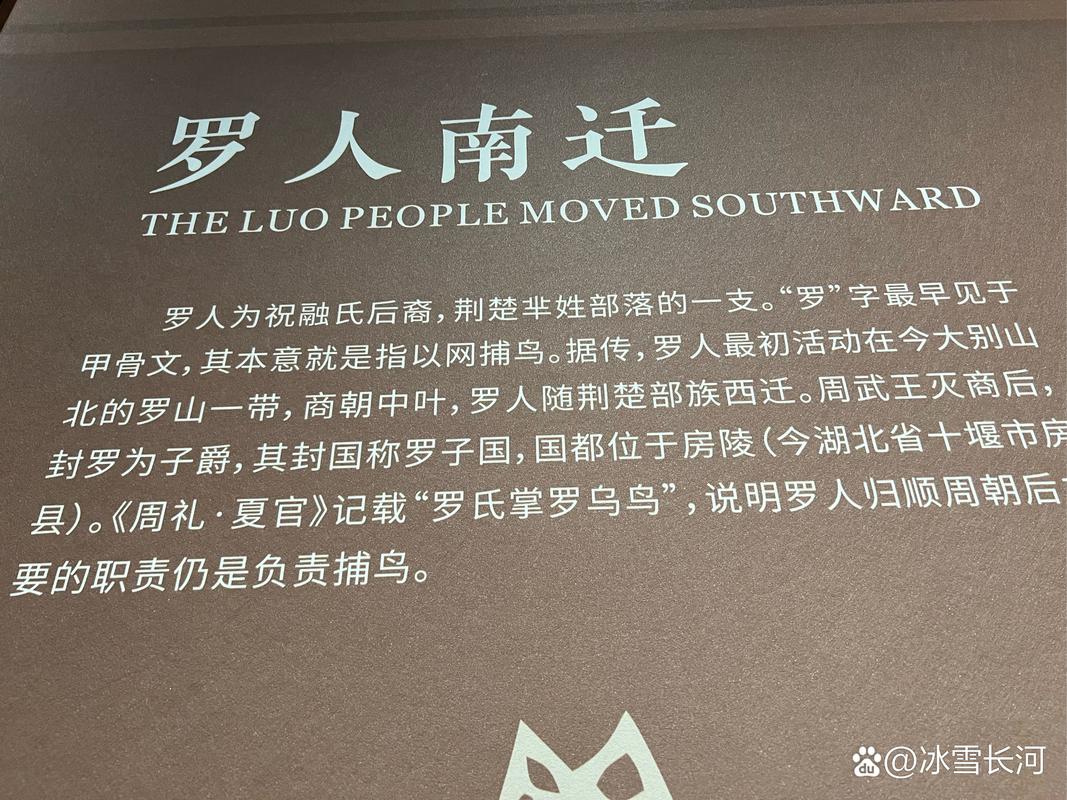 罗人南迁
THE LUO PEOPLE MOVED SOUTHWARD
罗人为祝融氏后裔，荆楚芈姓部落的一支。“罗”字最早见于
甲骨文，其本意就是指以网捕鸟。据传，罗人最初活动在今大别山
北的罗山一带，商朝中叶，罗人随荆楚部族西迁。周武王灭商后，
封罗为子爵，其封国称罗子国，国都位于房陵（今湖北省十堰市房
县）。《周礼·夏官》记载“罗氏掌罗乌鸟”，说明罗人归顺周朝后
要的职责仍是负责捕鸟。
du @冰雪长河